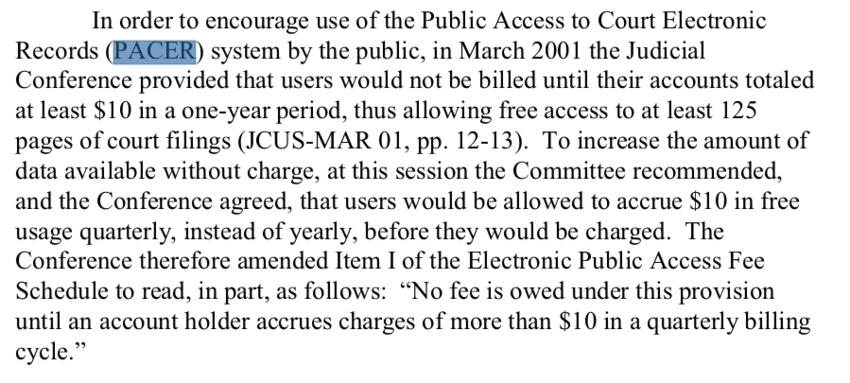 In order to encourage use of the Public Access to Court Electronic
Records (PACER) system by the public, in March 2001 the Judicial
Conference provided that users would not be billed until their accounts totaled
at least $10 in a one-year period, thus allowing free access to at least 125
pages of court filings (JCUS-MAR 01, pp. 12-13).  To increase the amount of
data available without charge, at this session the Committee recommended,
and the Conference agreed, that users would be allowed to accrue $10 in free
usage quarterly, instead of yearly, before they would be charged.  The
Conference therefore amended Item I of the Electronic Public Access Fee
Schedule to read, in part, as follows:  “No fee is owed under this provision
until an account holder accrues charges of more than $10 in a quarterly billing
cycle.”